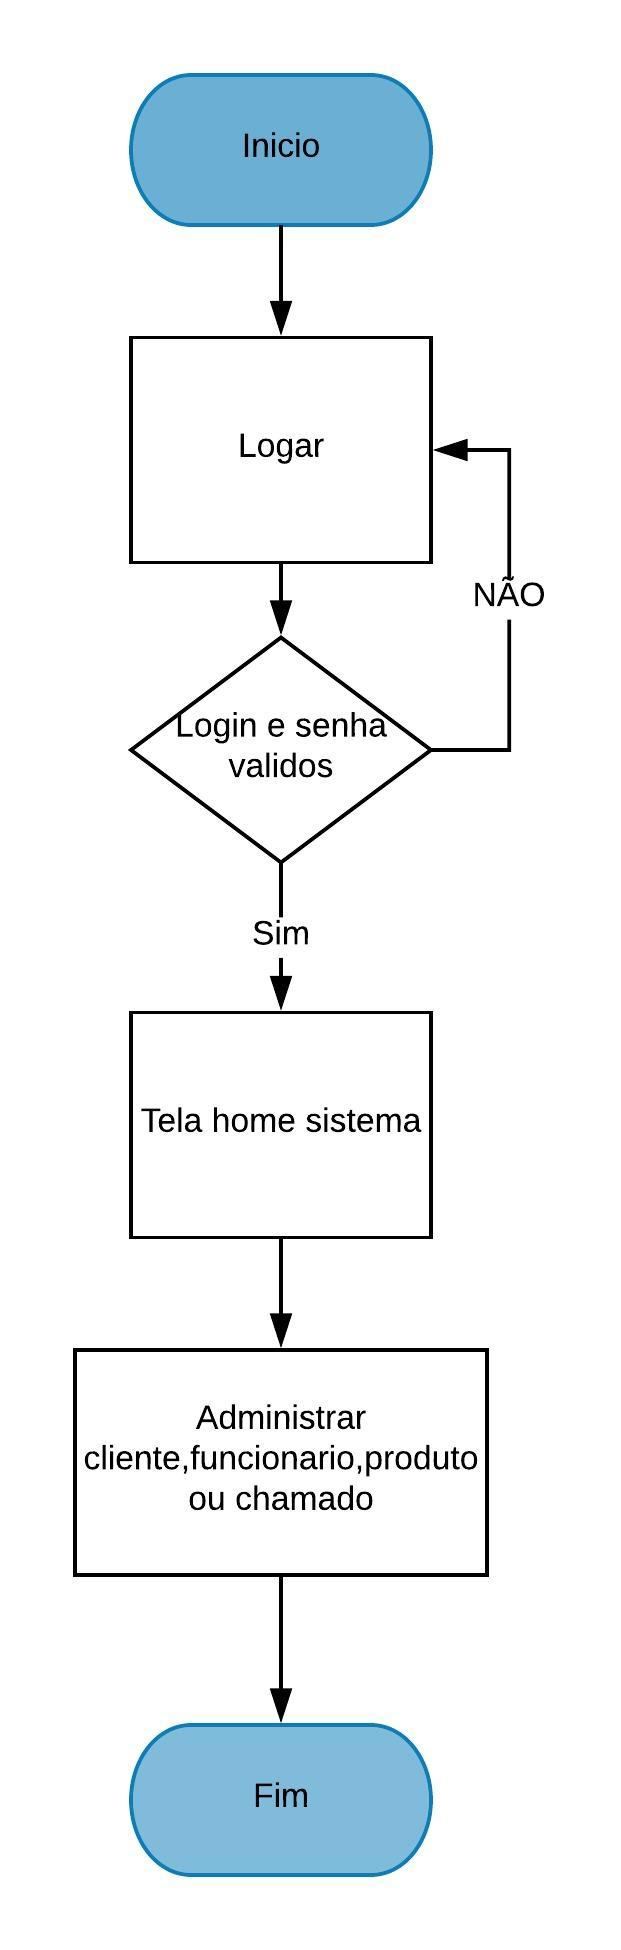 Inicio
Logar
NÃO
Login e senha
validos
Sim
Tela home sistema
Administrar
cliente,funcionario,produto
ou chamado
Fim